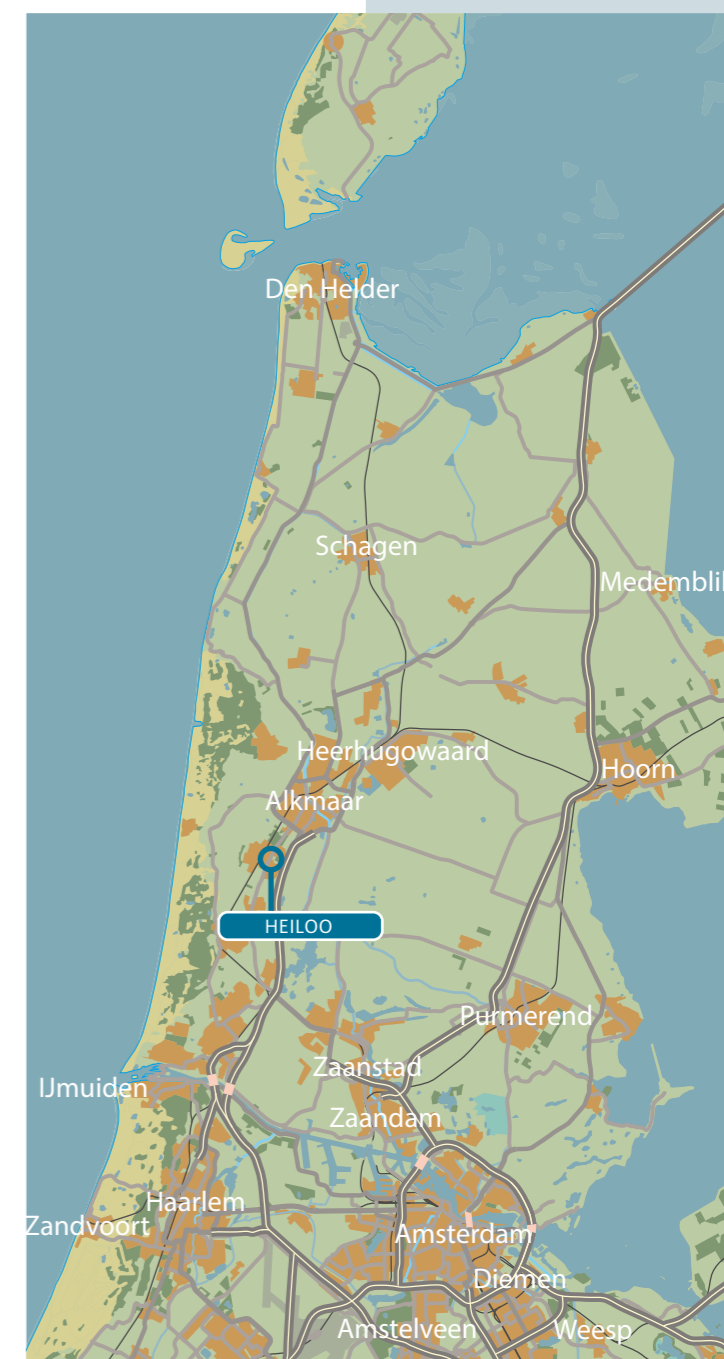 Den Helder
Schagen
Medemblik
Heerhugowaard
Hoorn
Alkmaar
HEILOO
Purmerend
Zaanstad
IJmuiden
Zaandam
Haarlem
Zandvoort
Amsterdam
Diemen
Amstelveen
Weesp